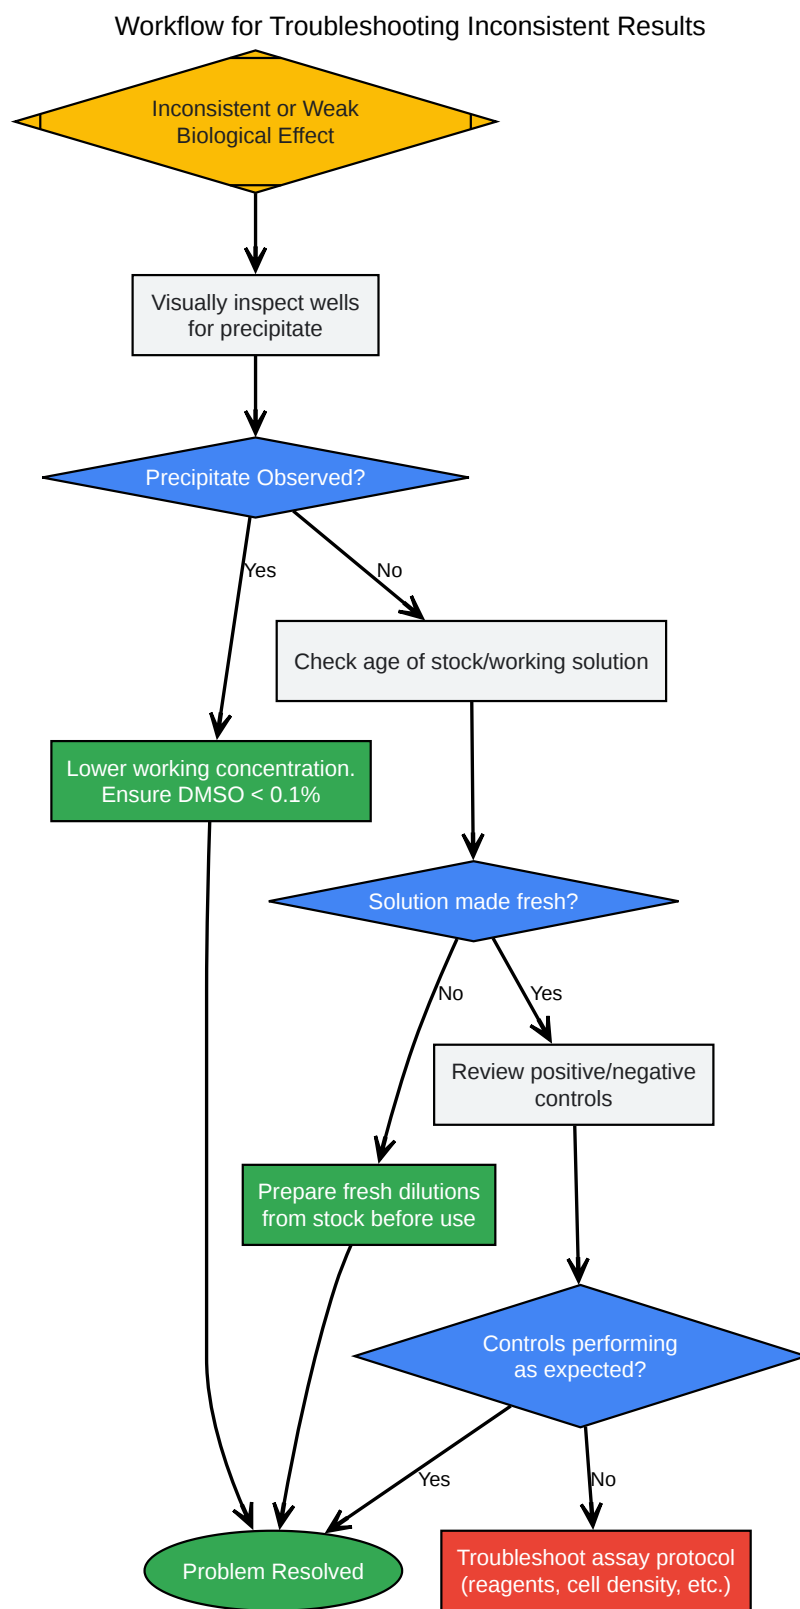 Workflow for Troubleshooting Inconsistent Results
Inconsistent or Weak
Biological Effect
Visually inspect wells
for precipitate
Precipitate Observed?
Yes
No
Check age of stock/working solution
Lower working concentration.
Ensure DMSO < 0.1%
Solution made fresh?
No
Yes
Review positive/negative
controls
Prepare fresh dilutions
from stock before use
Controls performing
as expected?
Yes
No
Problem Resolved
Troubleshoot assay protocol
(reagents, cell density, etc.)